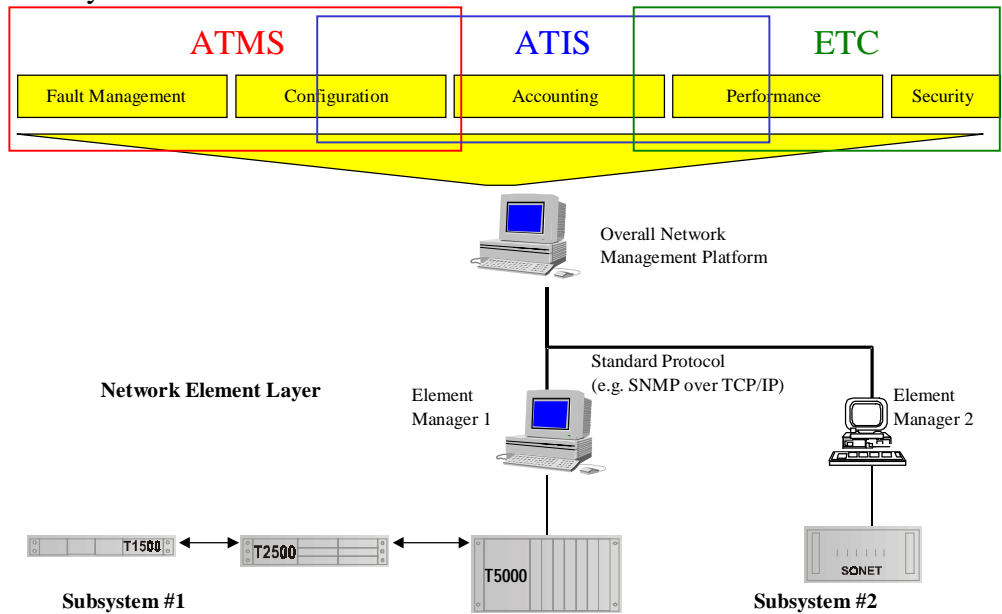 ATMS ATIS ETC
Fault Management Configuration Accounting Performance Security
Overall Network
Management Platform
Standard Protocol
(e.g. SNMP over TCP/IP)
Network Element Layer
Element
Manager 1
Element
Manager 2
T1500
T2500
T5000
SONET
Subsystem #1
Subsystem #2